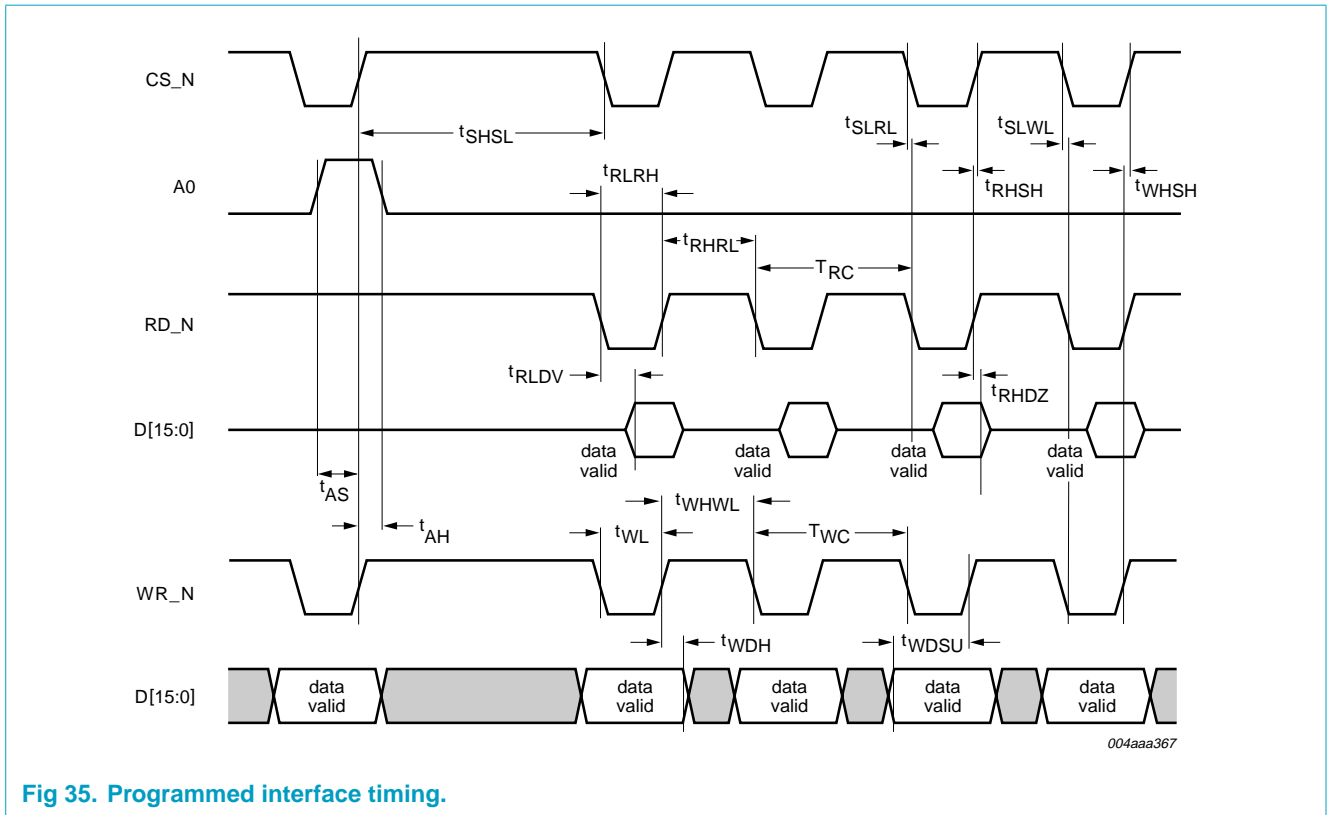 CS_N
tSHSL
tSLRL
tSLWL
A0
tRLRH
tRHSH
tWHSH
tRHRL
TRC
RD_N
tRLDV
tRHDZ
D[15:0]
data
valid
data
valid
data
valid
data
valid
tAS
tAH
tWHWL
tWL
TWC
WR_N
tWDH
tWDSU
D[15:0]
data
valid
data
valid
data
valid
data
valid
data
valid
004aaa367
Fig 35. Programmed interface timing.